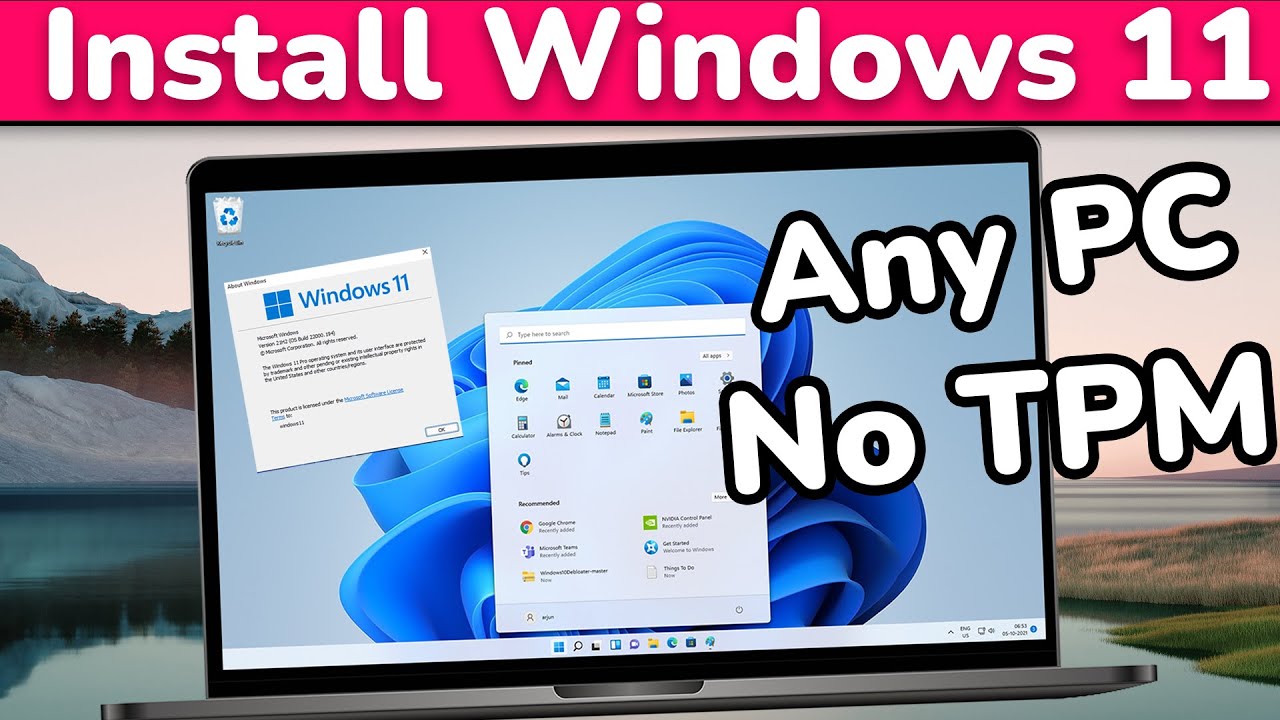 Install Windows 11
Any PC
No TPM
About Windows
Windows 11
Microsoft Windows
Version 21H2 (OS Build 22000.194)
© Microsoft Corporation. All rights reserved.
The Windows 11 Pro operating system and its user interface are protected
by trademark and other pending or existing intellectual property rights in
the United States and other countries/regions.
This product is licensed under the Microsoft Software License
Terms to:
windows11
OK
Type here to search
Pinned
All apps >
Edge
Mail
Calendar
Microsoft Store
Photos
Calculator
Alarms & Clock
Notepad
Paint
File Explorer
Tips
Recommended
More
Google Chrome
Recently added
NVIDIA Control Panel
Recently added
Microsoft Teams
Recently added
Get Started
Welcome to Windows
Windows10Debloater-master
Now
Things To Do
Now
arjun
ENG
US
06:53
05-10-2021